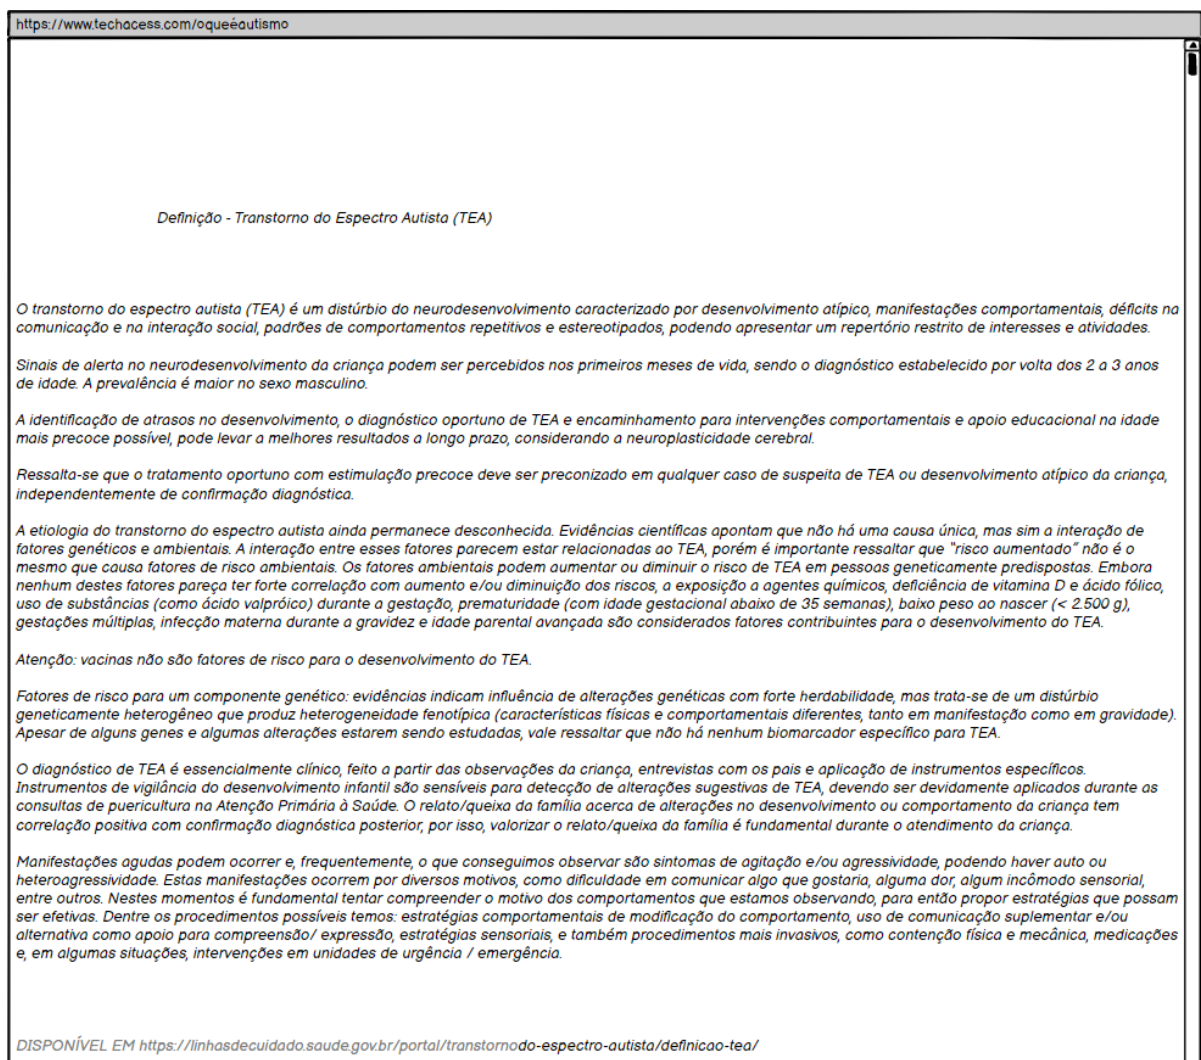 https://www.techacess.com/oqueéautismo
Definição - Transtorno do Espectro Autista (TEA)
O transtorno do espectro autista (TEA) é um distúrbio do neurodesenvolvimento caracterizado por desenvolvimento atípico, manifestações comportamentais, déficits na
comunicação e na interação social, padrões de comportamentos repetitivos e estereotipados, podendo apresentar um repertório restrito de interesses e atividades.
Sinais de alerta no neurodesenvolvimento da criança podem ser percebidos nos primeiros meses de vida, sendo o diagnóstico estabelecido por volta dos 2 a 3 anos
de idade. A prevalência é maior no sexo masculino.
A identificação de atrasos no desenvolvimento, o diagnóstico oportuno de TEA e encaminhamento para intervenções comportamentais e apoio educacional na idade
mais precoce possível, pode levar a melhores resultados a longo prazo, considerando a neuroplasticidade cerebral.
Ressalta-se que o tratamento oportuno com estimulação precoce deve ser preconizado em qualquer caso de suspeita de TEA ou desenvolvimento atípico da criança,
independentemente de confirmação diagnóstica.
A etiologia do transtorno do espectro autista ainda permanece desconhecida. Evidências científicas apontam que não há uma causa única, mas sim a interação de
fatores genéticos e ambientais. A interação entre esses fatores parecem estar relacionadas ao TEA, porém é importante ressaltar que "risco aumentado" não é o
mesmo que causa fatores de risco ambientais. Os fatores ambientais podem aumentar ou diminuir o risco de TEA em pessoas geneticamente predispostas. Embora
nenhum destes fatores pareça ter forte correlação com aumento e/ou diminuição dos riscos, a exposição a agentes químicos, deficiência de vitamina D e ácido fólico,
uso de substâncias (como ácido valpróico) durante a gestação, prematuridade (com idade gestacional abaixo de 35 semanas), baixo peso ao nascer (< 2.500 g),
gestações múltiplas, infecção materna durante a gravidez e idade parental avançada são considerados fatores contribuintes para o desenvolvimento do TEA.
Atenção: vacinas não são fatores de risco para o desenvolvimento do TEA.
Fatores de risco para um componente genético: evidências indicam influência de alterações genéticas com forte herdabilidade, mas trata-se de um distúrbio
geneticamente heterogêneo que produz heterogeneidade fenotípica (características físicas e comportamentais diferentes, tanto em manifestação como em gravidade).
Apesar de alguns genes e algumas alterações estarem sendo estudadas, vale ressaltar que não há nenhum biomarcador específico para TEA.
O diagnóstico de TEA é essencialmente clínico, feito a partir das observações da criança, entrevistas com os pais e aplicação de instrumentos específicos.
Instrumentos de vigilância do desenvolvimento infantil são sensíveis para detecção de alterações sugestivas de TEA, devendo ser devidamente aplicados durante as
consultas de puericultura na Atenção Primária à Saúde. O relato/queixa da família acerca de alterações no desenvolvimento ou comportamento da criança tem
correlação positiva com confirmação diagnóstica posterior, por isso, valorizar o relato/queixa da família é fundamental durante o atendimento da criança.
Manifestações agudas podem ocorrer e, frequentemente, o que conseguimos observar são sintomas de agitação e/ou agressividade, podendo haver auto ou
heteroagressividade. Estas manifestações ocorrem por diversos motivos, como dificuldade em comunicar algo que gostaria, alguma dor, algum incômodo sensorial,
entre outros. Nestes momentos é fundamental tentar compreender o motivo dos comportamentos que estamos observando, para então propor estratégias que possam
ser efetivas. Dentre os procedimentos possíveis temos: estratégias comportamentais de modificação do comportamento, uso de comunicação suplementar e/ou
alternativa como apoio para compreensão/ expressão, estratégias sensoriais, e também procedimentos mais invasivos, como contenção física e mecânica, medicações
e, em algumas situações, intervenções em unidades de urgência / emergência.
DISPONÍVEL EM https://linhasdecuidado.saude.gov.br/portal/transtornodo-espectro-autista/definicao-tea/